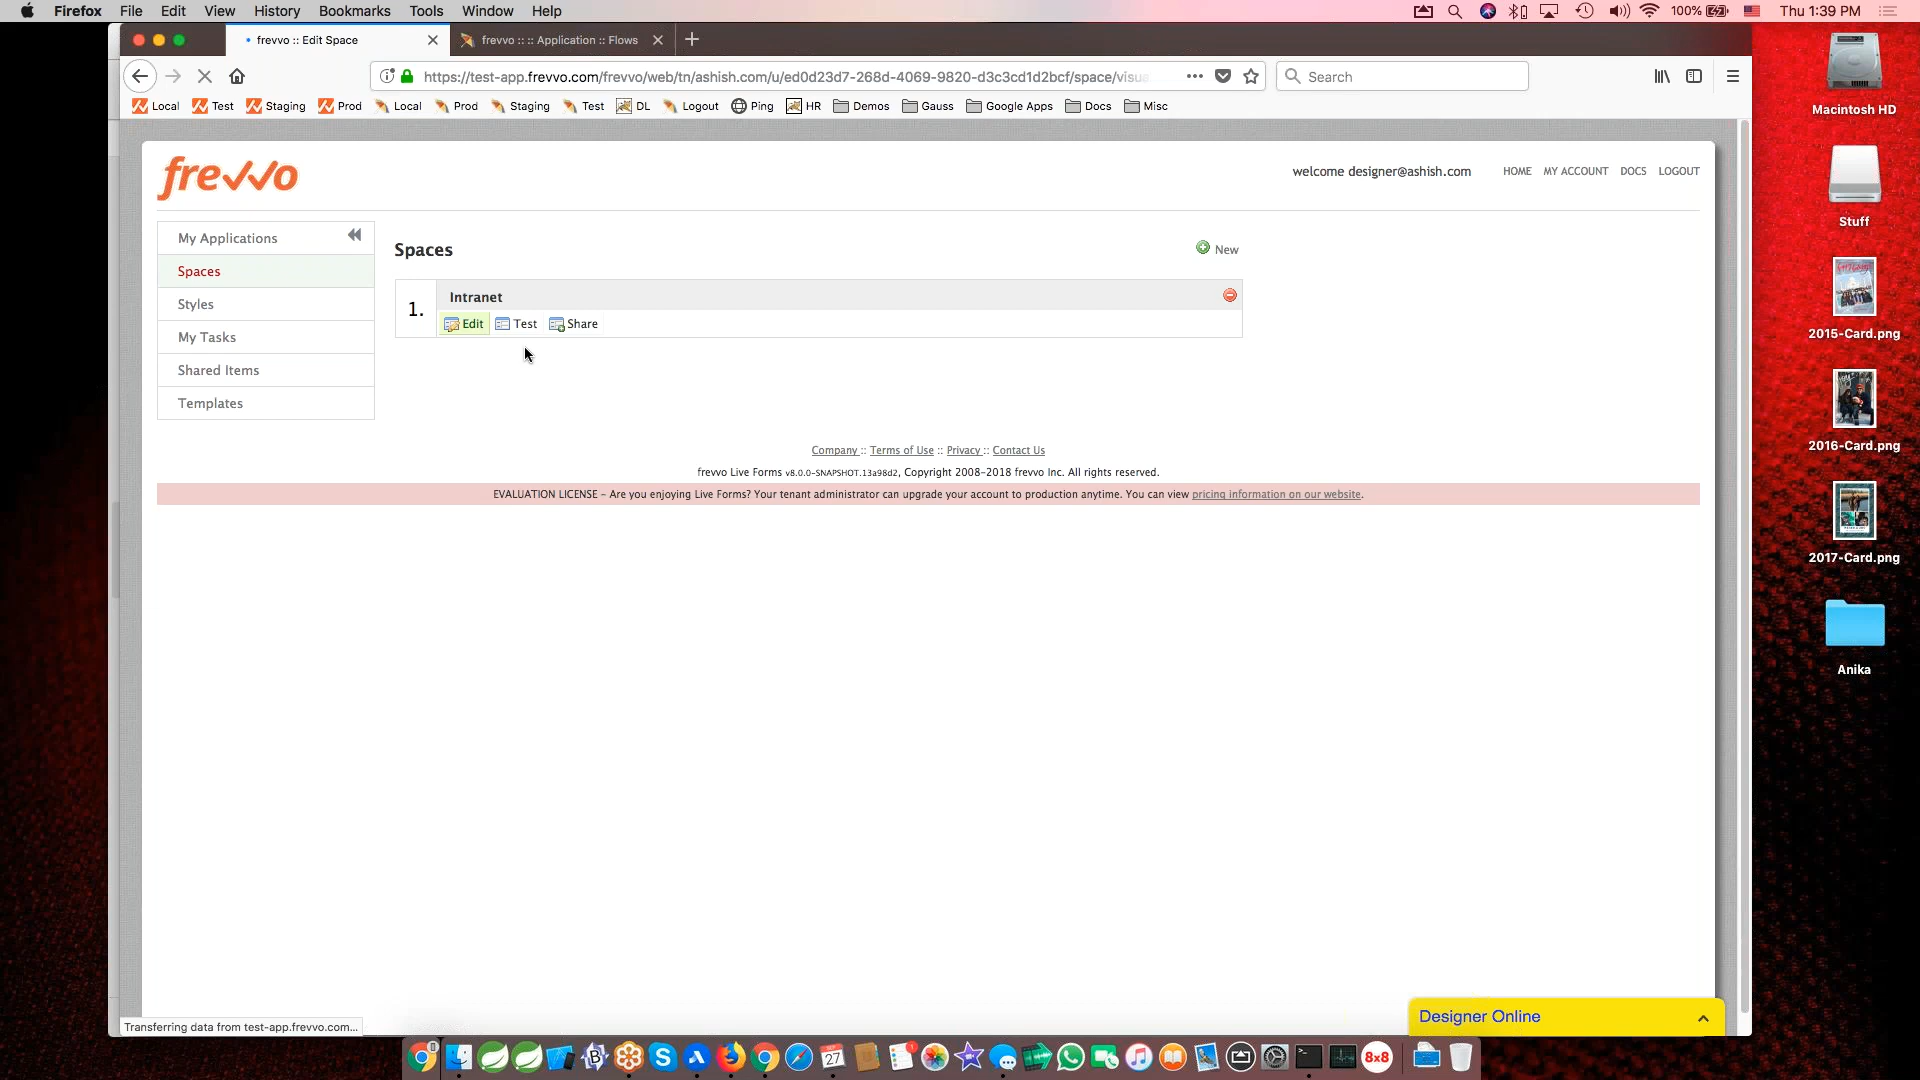 Firefox File Edit View History Bookmarks Tools Window Help 100% Thu 1:39 PM
frevvo :: Edit Space
frevvo :: :: Application :: Flows
https://test-app.frevvo.com/frevvo/web/tn/ashish.com/u/ed0d23d7-268d-4069-9820-d3c3cd1d2bcf/space/visua
Search
Local Test Staging Prod Local Prod Staging Test DL Logout Ping HR Demos Gauss Google Apps Docs Misc
frevvo
welcome designer@ashish.com HOME MY ACCOUNT DOCS LOGOUT
My Applications
Spaces
Styles
My Tasks
Shared Items
Templates
Spaces
New
1.
Intranet
Edit Test Share
Company :: Terms of Use :: Privacy :: Contact Us
frevvo Live Forms v8.0.0-SNAPSHOT.13a98d2, Copyright 2008-2018 frevvo Inc. All rights reserved.
EVALUATION LICENSE - Are you enjoying Live Forms? Your tenant administrator can upgrade your account to production anytime. You can view pricing information on our website.
Designer Online
Transferring data from test-app.frevvo.com...
Macintosh HD
Stuff
2015-Card.png
2016-Card.png
2017-Card.png
Anika
27
8x8